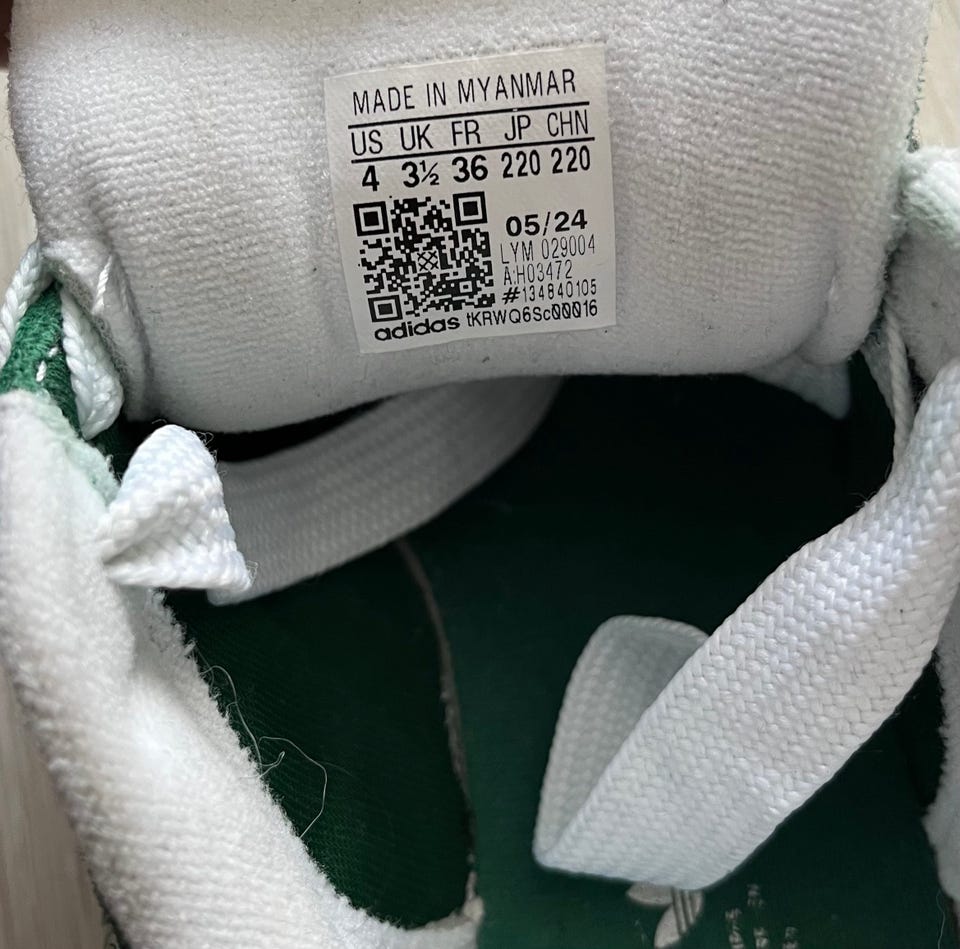 MADE IN MYANMAR
US UK FR JP CHN
4 3½ 36 220 220
05/24
LYM 029004
A:H03472
#134840105
adidas tKRWQ6Sc00016